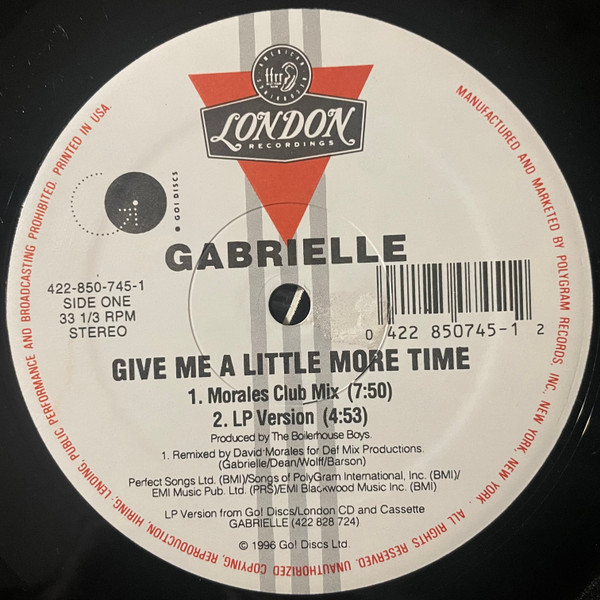 AMERICAN
ffrr
LONDON
RECORDINGS
® GO! DISCS
GABRIELLE
422-850-745-1
SIDE ONE
33 1/3 RPM
STEREO
0 422 850745-1 2
GIVE ME A LITTLE MORE TIME
1. Morales Club Mix (7:50)
2. LP Version (4:53)
Produced by The Boilerhouse Boys.
1. Remixed by David Morales for Def Mix Productions.
(Gabrielle/Dean/Wolff/Barson)
Perfect Songs Ltd. (BMI)/Songs of PolyGram International, Inc. (BMI)/
EMI Music Pub. Ltd. (PRS)/EMI Blackwood Music Inc. (BMI)
LP Version from Go! Discs/London CD and Cassette
GABRIELLE (422 828 724)
© 1996 Go! Discs Ltd.
MANUFACTURED AND MARKETED BY POLYGRAM RECORDS, INC., NEW YORK, NEW YORK . ALL RIGHTS RESERVED. UNAUTHORIZED COPYING, REPRODUCTION, HIRING, LENDING, PUBLIC PERFORMANCE AND BROADCASTING PROHIBITED. PRINTED IN USA.